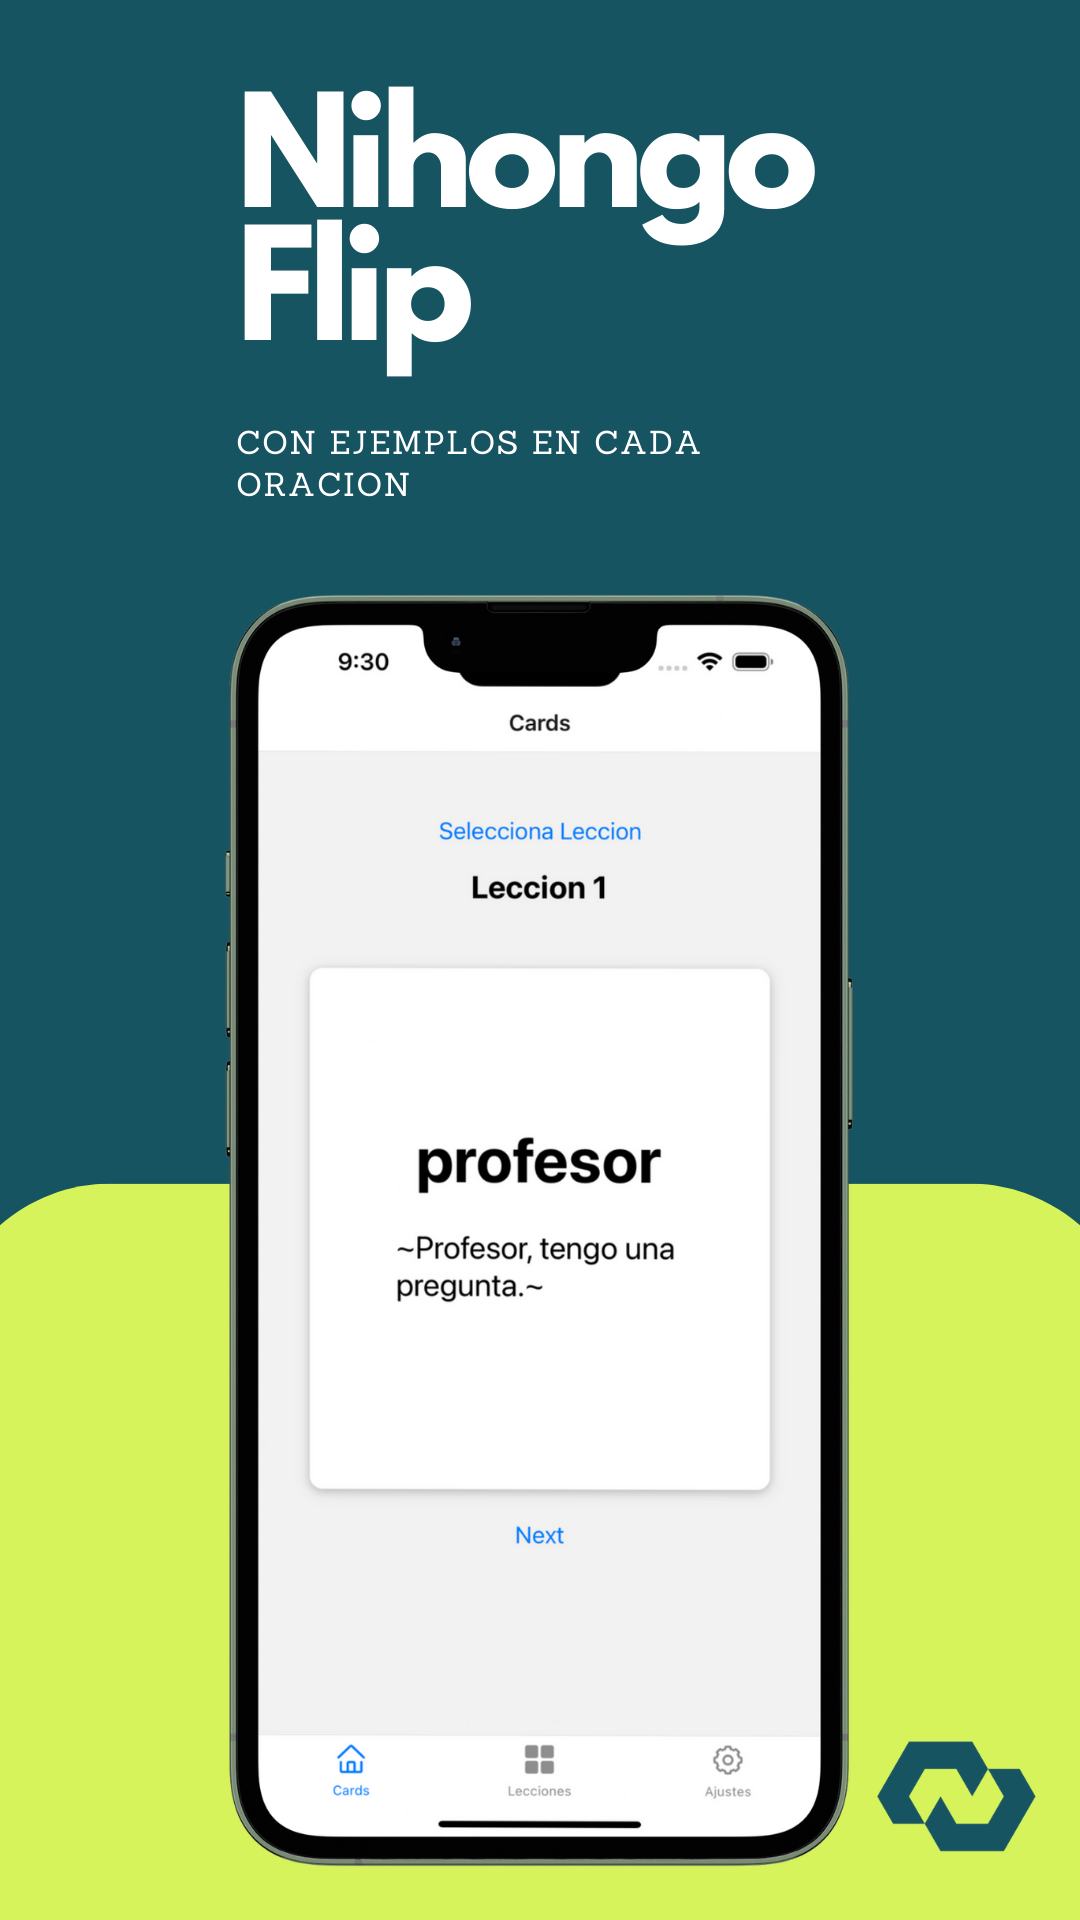 Nihongo
Flip
CON EJEMPLOS EN CADA
ORACION
9:30
Cards
Selecciona Leccion
Leccion 1
profesor
~Profesor, tengo una
pregunta.~
Next
Cards
Lecciones
Ajustes